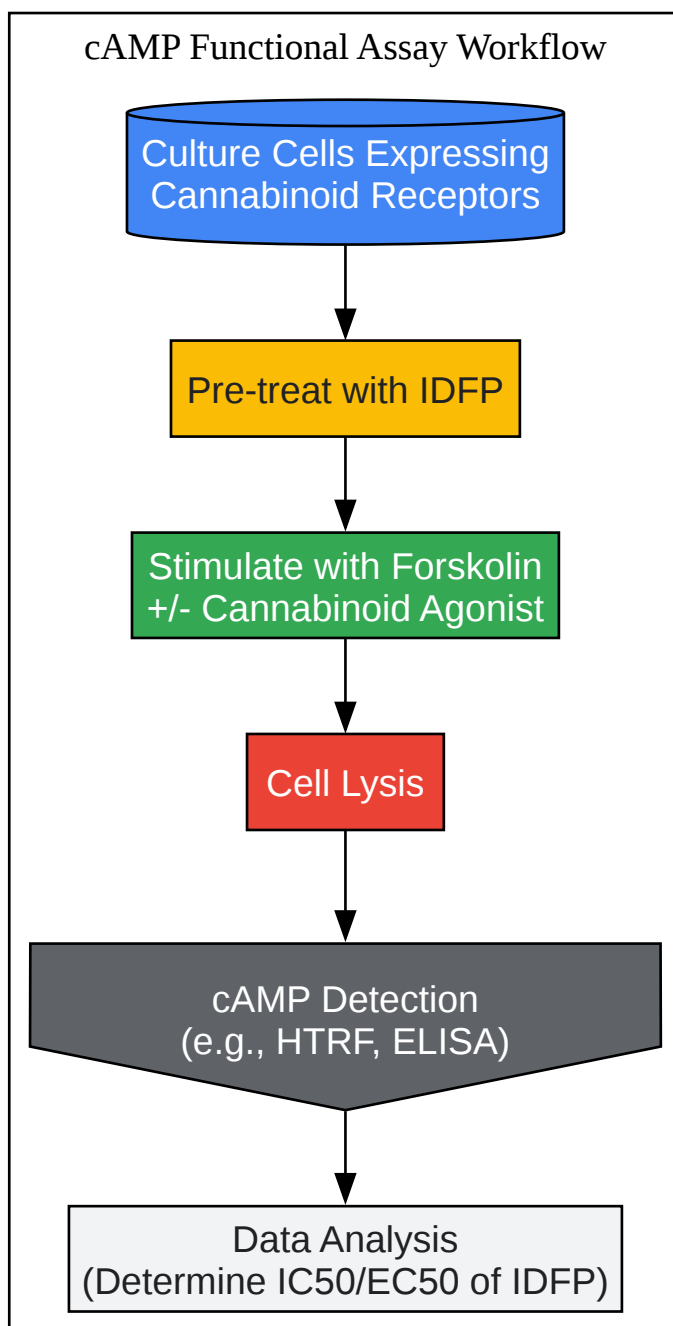 cAMP Functional Assay Workflow
Culture Cells Expressing
Cannabinoid Receptors
Pre-treat with IDFP
Stimulate with Forskolin
+/- Cannabinoid Agonist
Cell Lysis
cAMP Detection
(e.g., HTRF, ELISA)
Data Analysis
(Determine IC50/EC50 of IDFP)